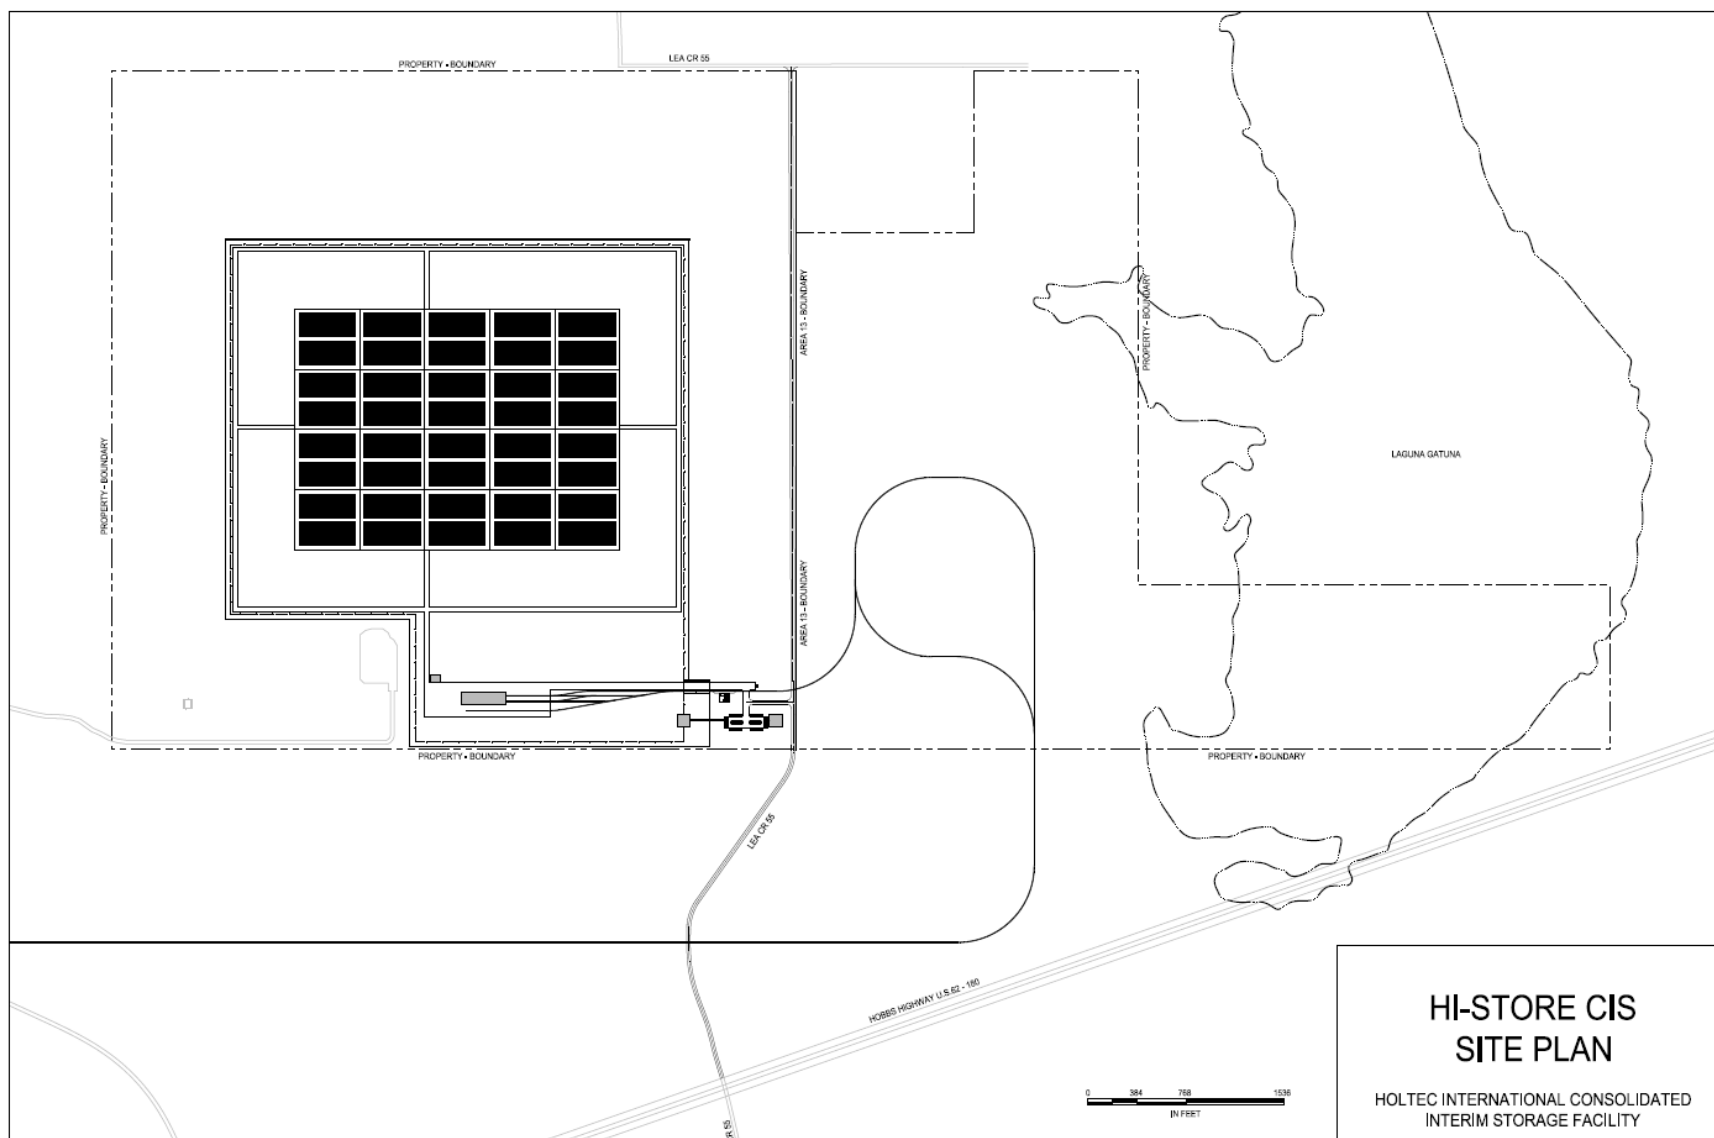 LEA CR 55
PROPERTY - BOUNDARY
AREA 13 - BOUNDARY
PROPERTY - BOUNDARY
PROPERTY - BOUNDARY
LAGUNA GATUNA
AREA 13 - BOUNDARY
PROPERTY - BOUNDARY
PROPERTY - BOUNDARY
LEA CR 55
HOBBS HIGHWAY U.S.62 - 180
HI-STORE CIS
SITE PLAN
0 384 768 1536
IN FEET
HOLTEC INTERNATIONAL CONSOLIDATED
INTERIM STORAGE FACILITY